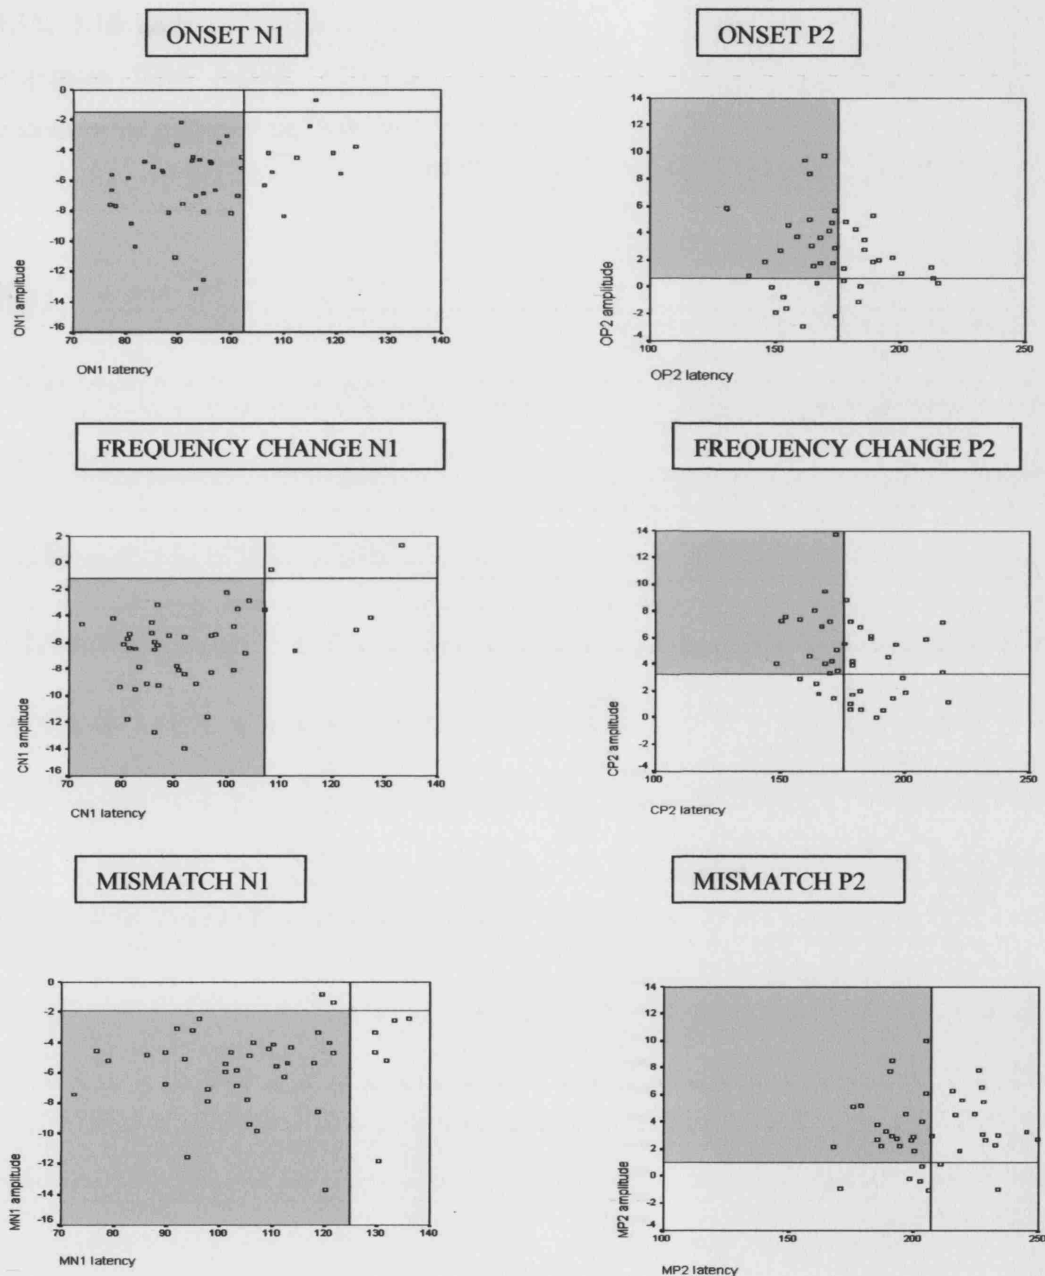 ONSET N1
0
-2
-4
-6
-8
-10
-12
-14
-16
70 80 90 100 110 120 130 140
ON1 amplitude
ON1 latency
ONSET P2
14
12
10
8
6
4
2
0
-2
-4
100 150 200 250
OP2 amplitude
OP2 latency
FREQUENCY CHANGE N1
2
0
-2
-4
-6
-8
-10
-12
-14
-16
70 80 90 100 110 120 130 140
CN1 amplitude
CN1 latency
FREQUENCY CHANGE P2
14
12
10
8
6
4
2
0
-2
-4
100 150 200 250
CP2 amplitude
CP2 latency
MISMATCH N1
0
-2
-4
-6
-8
-10
-12
-14
-16
70 80 90 100 110 120 130 140
MN1 amplitude
MN1 latency
MISMATCH P2
14
12
10
8
6
4
2
0
-2
-4
100 150 200 250
MP2 amplitude
MP2 latency